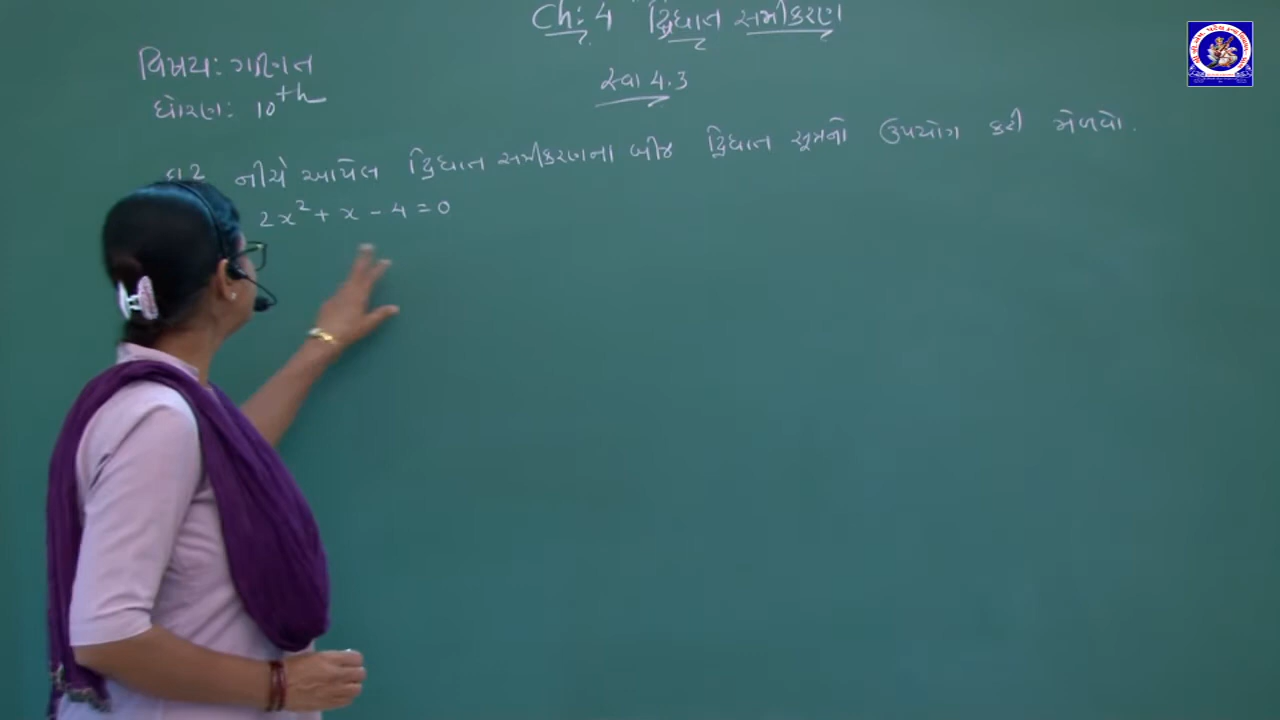 Ch: 4 દ્વિઘાત સમીકરણ
વિષય: ગણિત
સ્વા 4.3
ધોરણ: 10th
2 નીચે આપેલ દ્વિઘાત સમીકરણના બીજ દ્વિઘાત સૂત્રનો ઉપયોગ કરી મેળવો.
2x² + x - 4 = 0